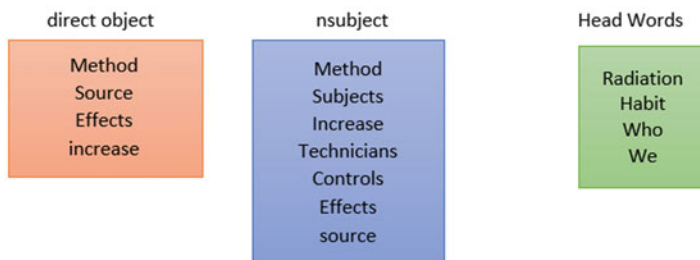 direct object
Method
Source
Effects
increase
nsubject
Method
Subjects
Increase
Technicians
Controls
Effects
source
Head Words
Radiation
Habit
Who
We